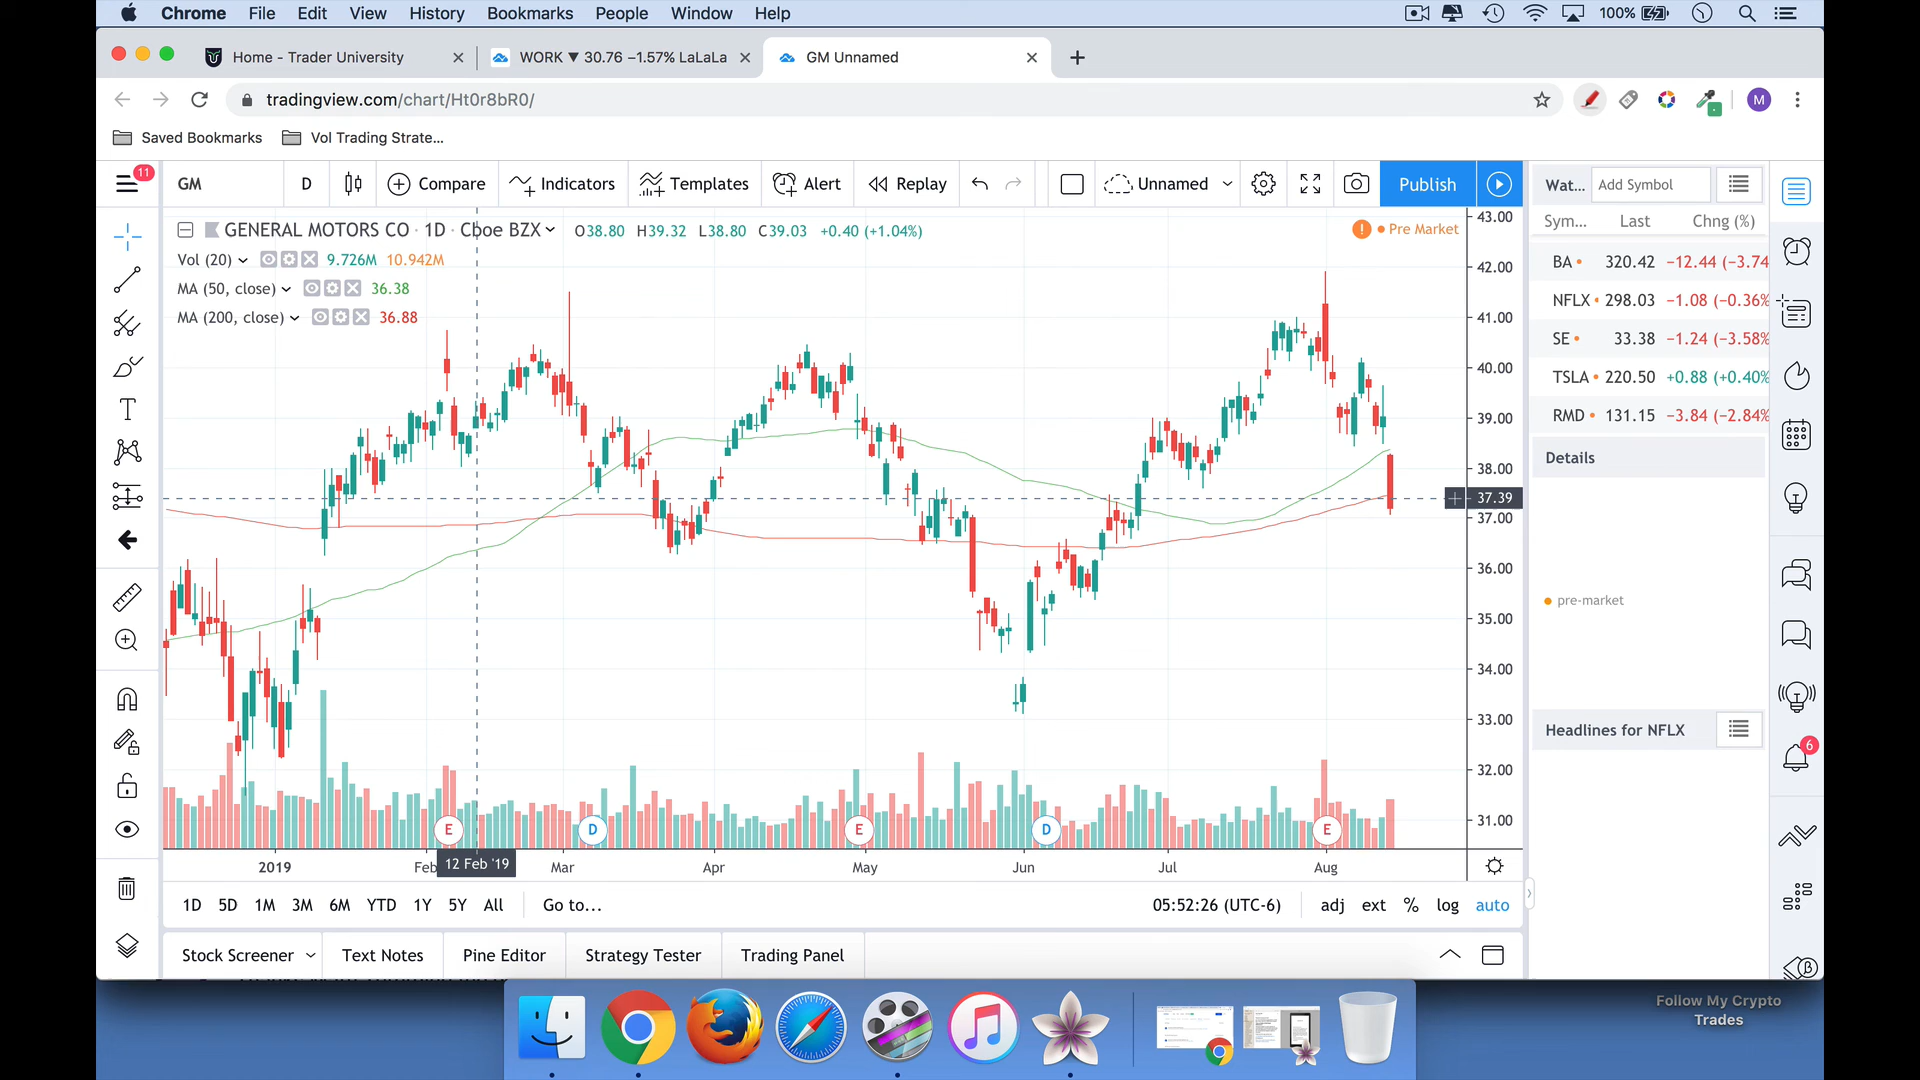 Chrome File Edit View History Bookmarks People Window Help 100%
Home - Trader University WORK ▼ 30.76 −1.57% LaLaLa GM Unnamed
tradingview.com/chart/Ht0r8bR0/ M
Saved Bookmarks Vol Trading Strate...
11
GM D Compare Indicators Templates Alert Replay Unnamed Publish Wat... Add Symbol
GENERAL MOTORS CO · 1D · Cboe BZX O38.80 H39.32 L38.80 C39.03 +0.40 (+1.04%) ! Pre Market
Vol (20) 9.726M 10.942M
MA (50, close) 36.38
MA (200, close) 36.88
43.00
42.00
41.00
40.00
39.00
38.00
37.39
37.00
36.00
35.00
34.00
33.00
32.00
31.00
Sym... Last Chng (%)
BA 320.42 −12.44 (−3.74
NFLX 298.03 −1.08 (−0.36%
SE 33.38 −1.24 (−3.58%
TSLA 220.50 +0.88 (+0.40%
RMD 131.15 −3.84 (−2.84%
Details
pre-market
Headlines for NFLX
6
E D E D E
2019 Feb 12 Feb '19 Mar Apr May Jun Jul Aug
1D 5D 1M 3M 6M YTD 1Y 5Y All Go to... 05:52:26 (UTC-6) adj ext % log auto
Stock Screener Text Notes Pine Editor Strategy Tester Trading Panel
β
Follow My Crypto
Trades